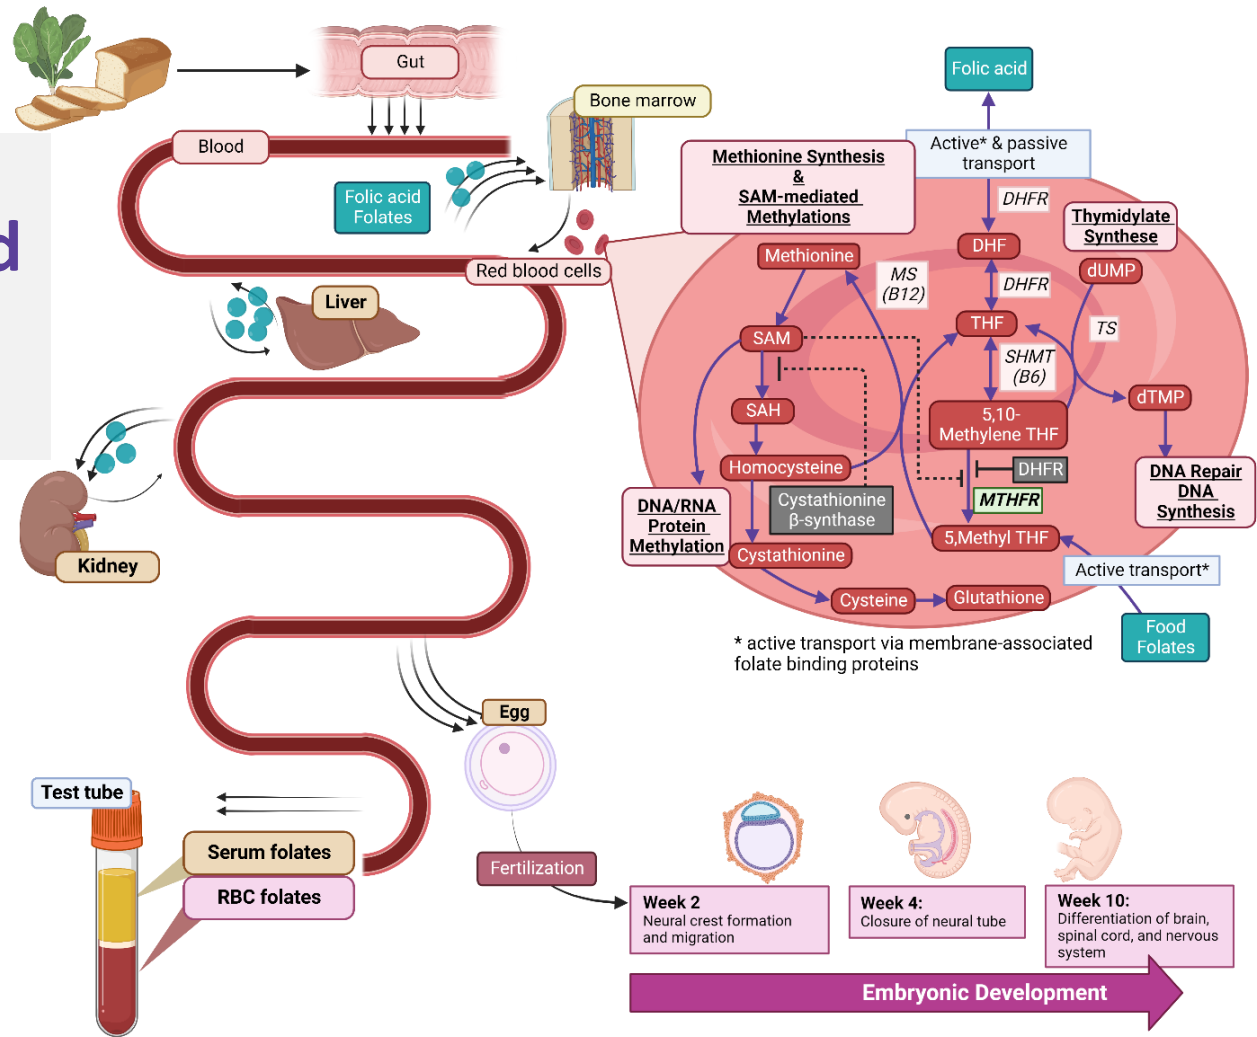 Gut
Bone marrow
Blood
Folic acid
Folates
d
Red blood cells
Liver
Kidney
Egg
Test tube
Serum folates
RBC folates
Fertilization
Folic acid
Active* & passive
transport
Methionine Synthesis
&
SAM-mediated
Methylations
DHFR
Thymidylate
Synthese
Methionine
MS
(B12)
DHF
dUMP
DHFR
THF
TS
SAM
SHMT
(B6)
dTMP
SAH
5,10-
Methylene THF
Homocysteine
DHFR
DNA Repair
DNA
Synthesis
DNA/RNA
Protein
Methylation
Cystathionine
β-synthase
MTHFR
5,Methyl THF
Cystathionine
Active transport*
Cysteine
Glutathione
Food
Folates
* active transport via membrane-associated
folate binding proteins
Week 2
Neural crest formation
and migration
Week 4:
Closure of neural tube
Week 10:
Differentiation of brain,
spinal cord, and nervous
system
Embryonic Development